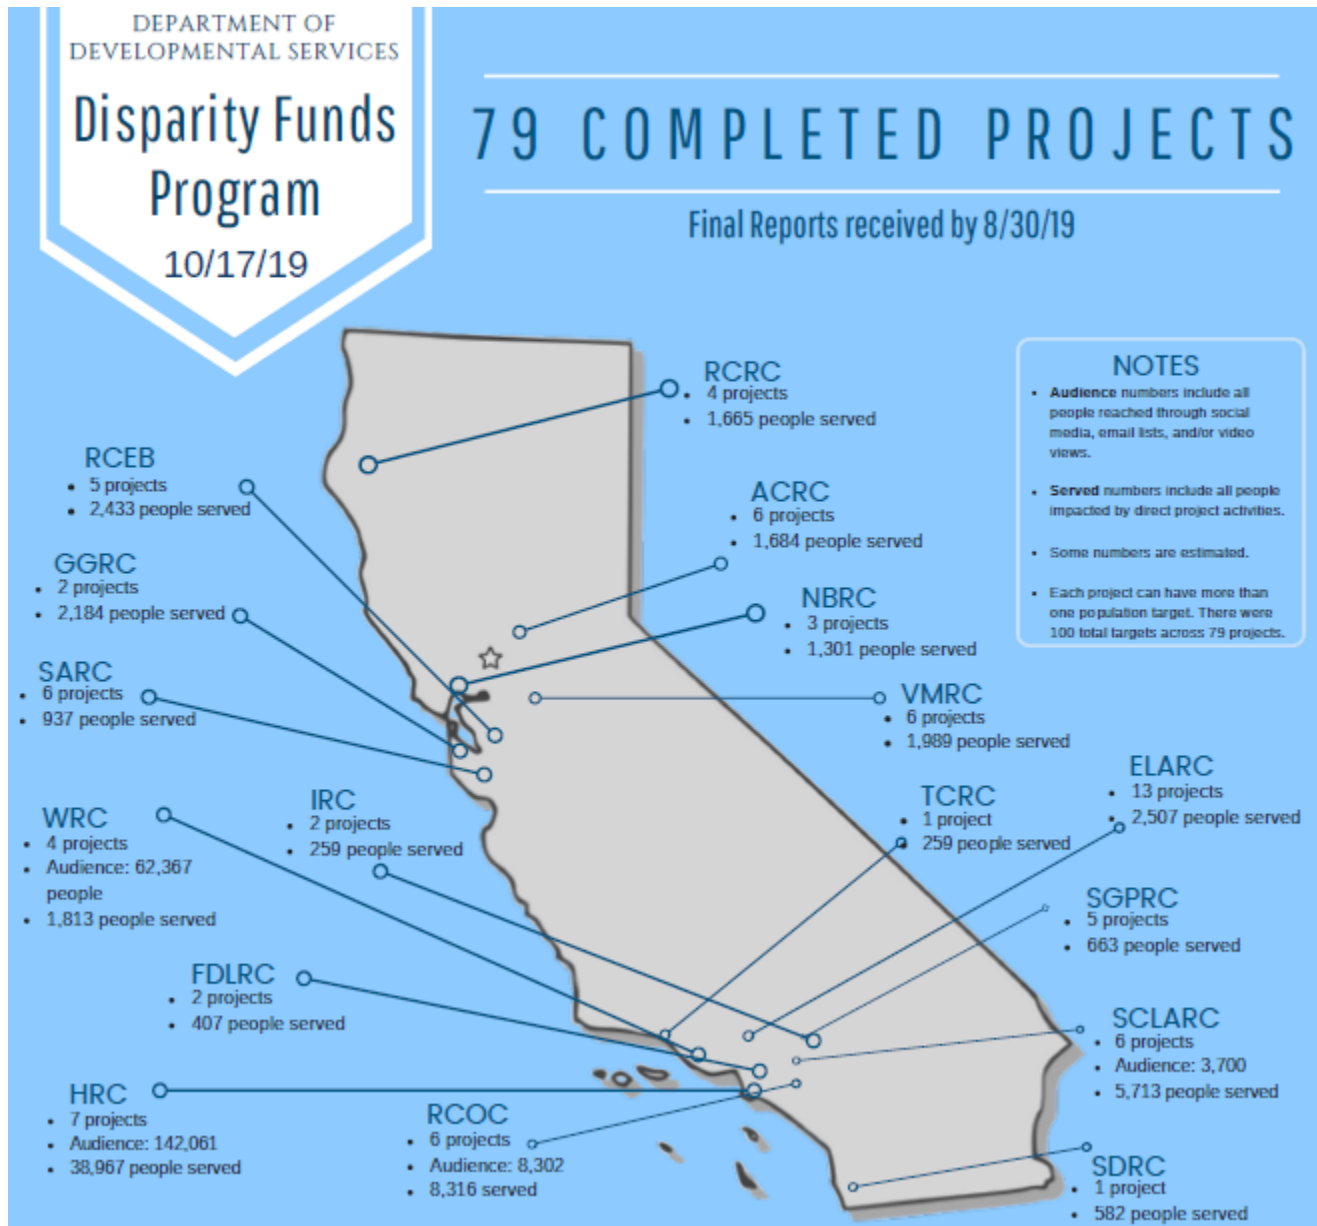 DEPARTMENT OF
DEVELOPMENTAL SERVICES
Disparity Funds
Program
10/17/19
79 COMPLETED PROJECTS
Final Reports received by 8/30/19
NOTES
• Audience numbers include all
people reached through social
media, email lists, and/or video
views.
• Served numbers include all people
impacted by direct project activities.
• Some numbers are estimated.
• Each project can have more than
one population target. There were
100 total targets across 79 projects.
RCRC
• 4 projects
• 1,665 people served
RCEB
• 5 projects
• 2,433 people served
ACRC
• 6 projects
• 1,684 people served
GGRC
• 2 projects
• 2,184 people served
NBRC
• 3 projects
• 1,301 people served
SARC
• 6 projects
• 937 people served
VMRC
• 6 projects
• 1,989 people served
ELARC
• 13 projects
• 2,507 people served
TCRC
• 1 project
• 259 people served
IRC
• 2 projects
• 259 people served
WRC
• 4 projects
• Audience: 62,367
people
• 1,813 people served
SGPRC
• 5 projects
• 663 people served
FDLRC
• 2 projects
• 407 people served
SCLARC
• 6 projects
• Audience: 3,700
• 5,713 people served
HRC
• 7 projects
• Audience: 142,061
• 38,967 people served
RCOC
• 6 projects
• Audience: 8,302
• 8,316 served
SDRC
• 1 project
• 582 people served